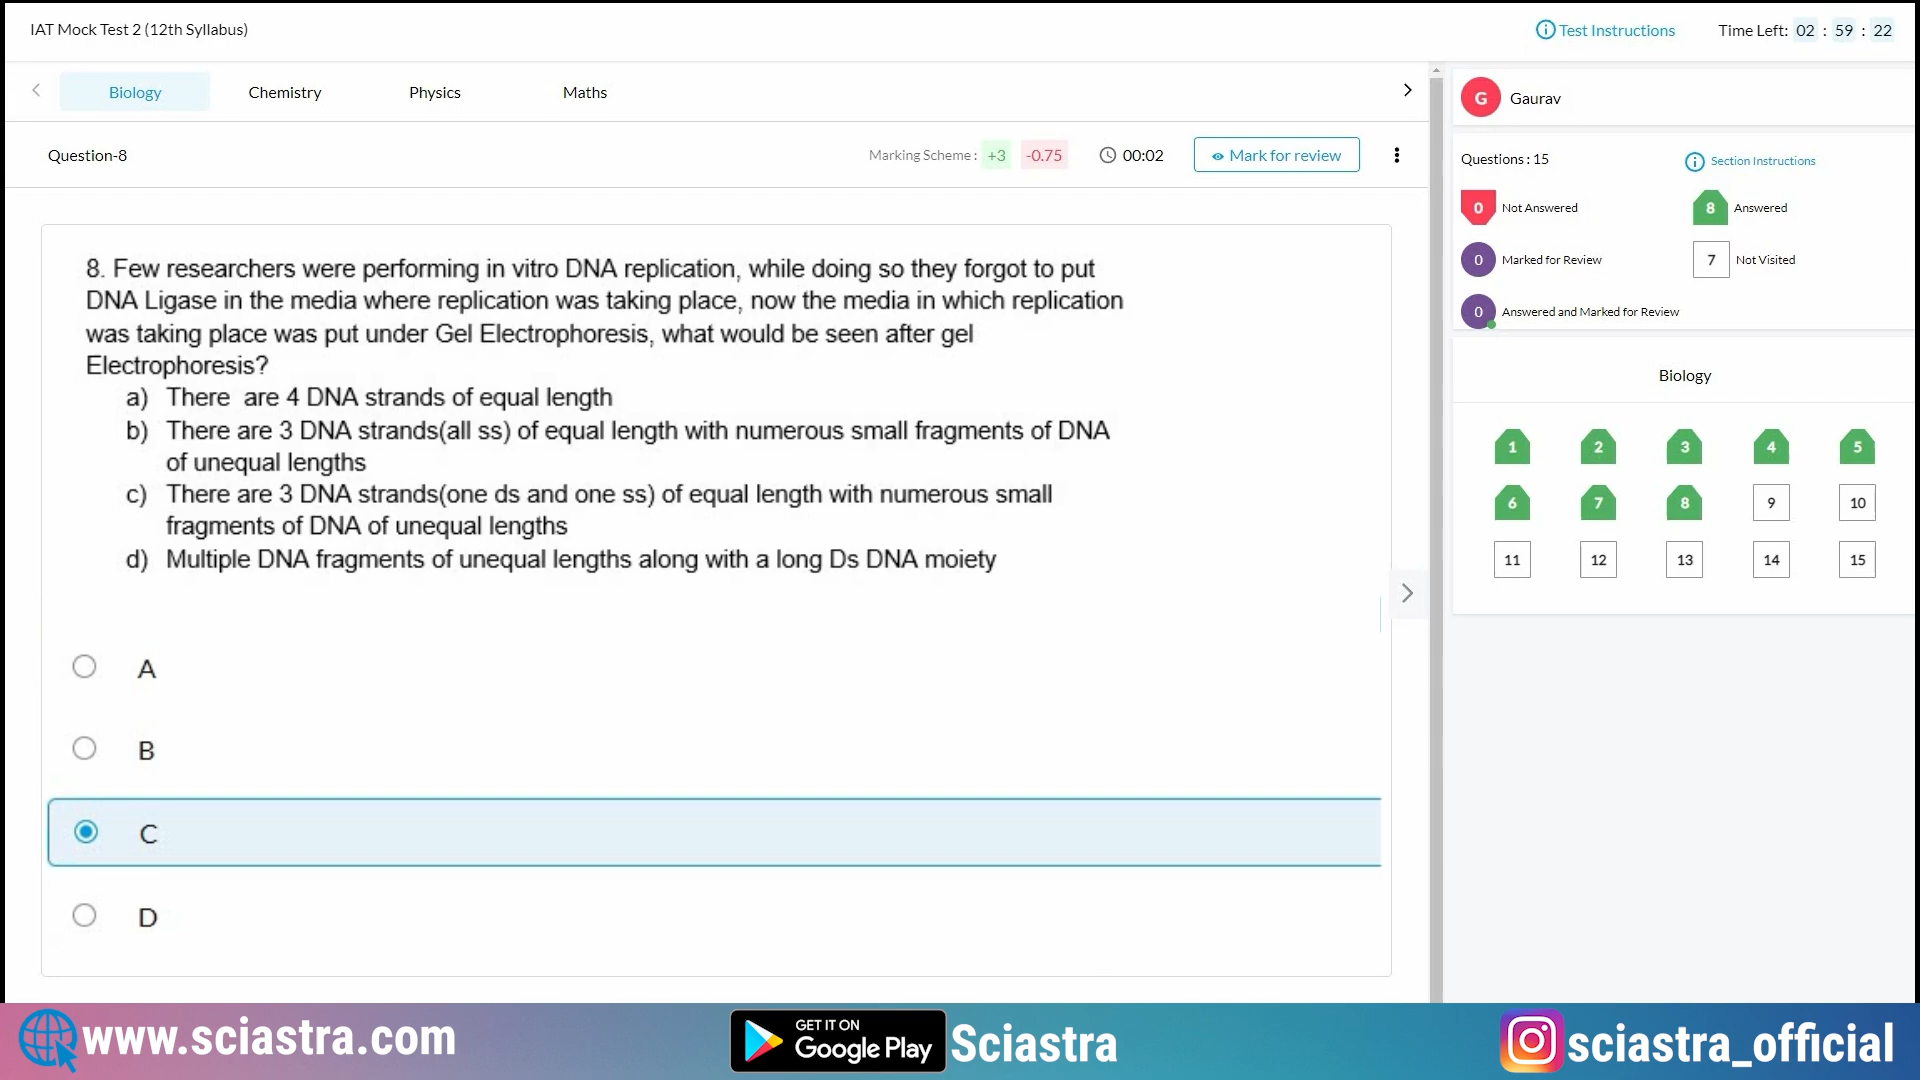 IAT Mock Test 2 (12th Syllabus)
Test Instructions
Time Left: 02 : 59 : 22
Biology
Chemistry
Physics
Maths
G
Gaurav
Question-8
Marking Scheme : +3 -0.75
00:02
Mark for review
Questions : 15
Section Instructions
0 Not Answered
8 Answered
0 Marked for Review
7 Not Visited
0 Answered and Marked for Review
8. Few researchers were performing in vitro DNA replication, while doing so they forgot to put
DNA Ligase in the media where replication was taking place, now the media in which replication
was taking place was put under Gel Electrophoresis, what would be seen after gel
Electrophoresis?
a) There are 4 DNA strands of equal length
b) There are 3 DNA strands(all ss) of equal length with numerous small fragments of DNA
of unequal lengths
c) There are 3 DNA strands(one ds and one ss) of equal length with numerous small
fragments of DNA of unequal lengths
d) Multiple DNA fragments of unequal lengths along with a long Ds DNA moiety
A
B
C
D
Biology
1 2 3 4 5
6 7 8 9 10
11 12 13 14 15
www.sciastra.com
GET IT ON
Google Play
Sciastra
sciastra_official